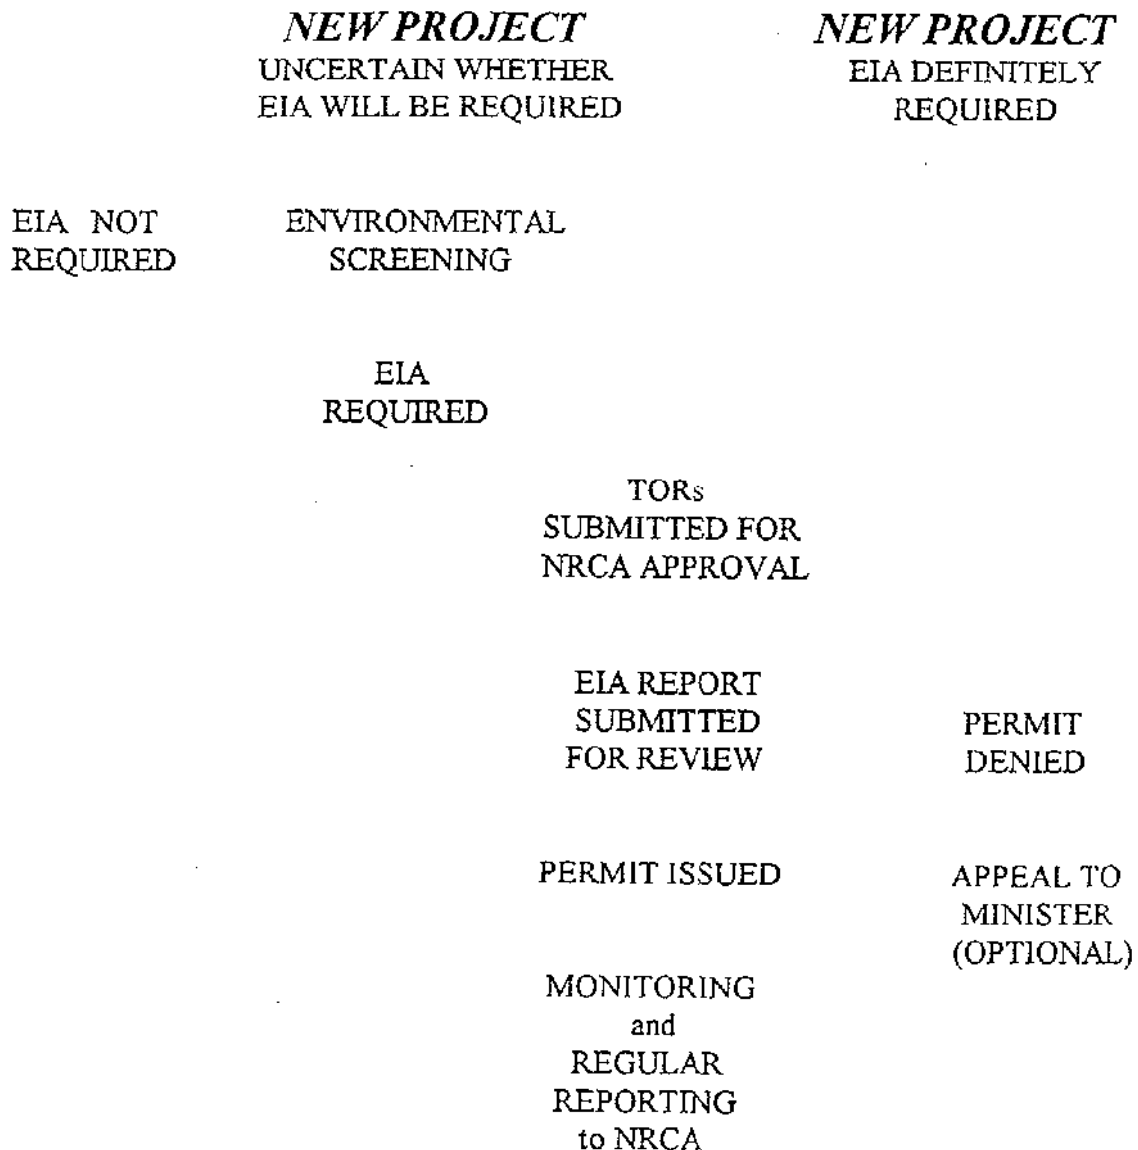 NEW PROJECT
UNCERTAIN WHETHER
EIA WILL BE REQUIRED
NEW PROJECT
EIA DEFINITELY
REQUIRED
EIA NOT
REQUIRED
ENVIRONMENTAL
SCREENING
EIA
REQUIRED
TORs
SUBMITTED FOR
NRCA APPROVAL
EIA REPORT
SUBMITTED
FOR REVIEW
PERMIT
DENIED
PERMIT ISSUED
APPEAL TO
MINISTER
(OPTIONAL)
MONITORING
and
REGULAR
REPORTING
to NRCA